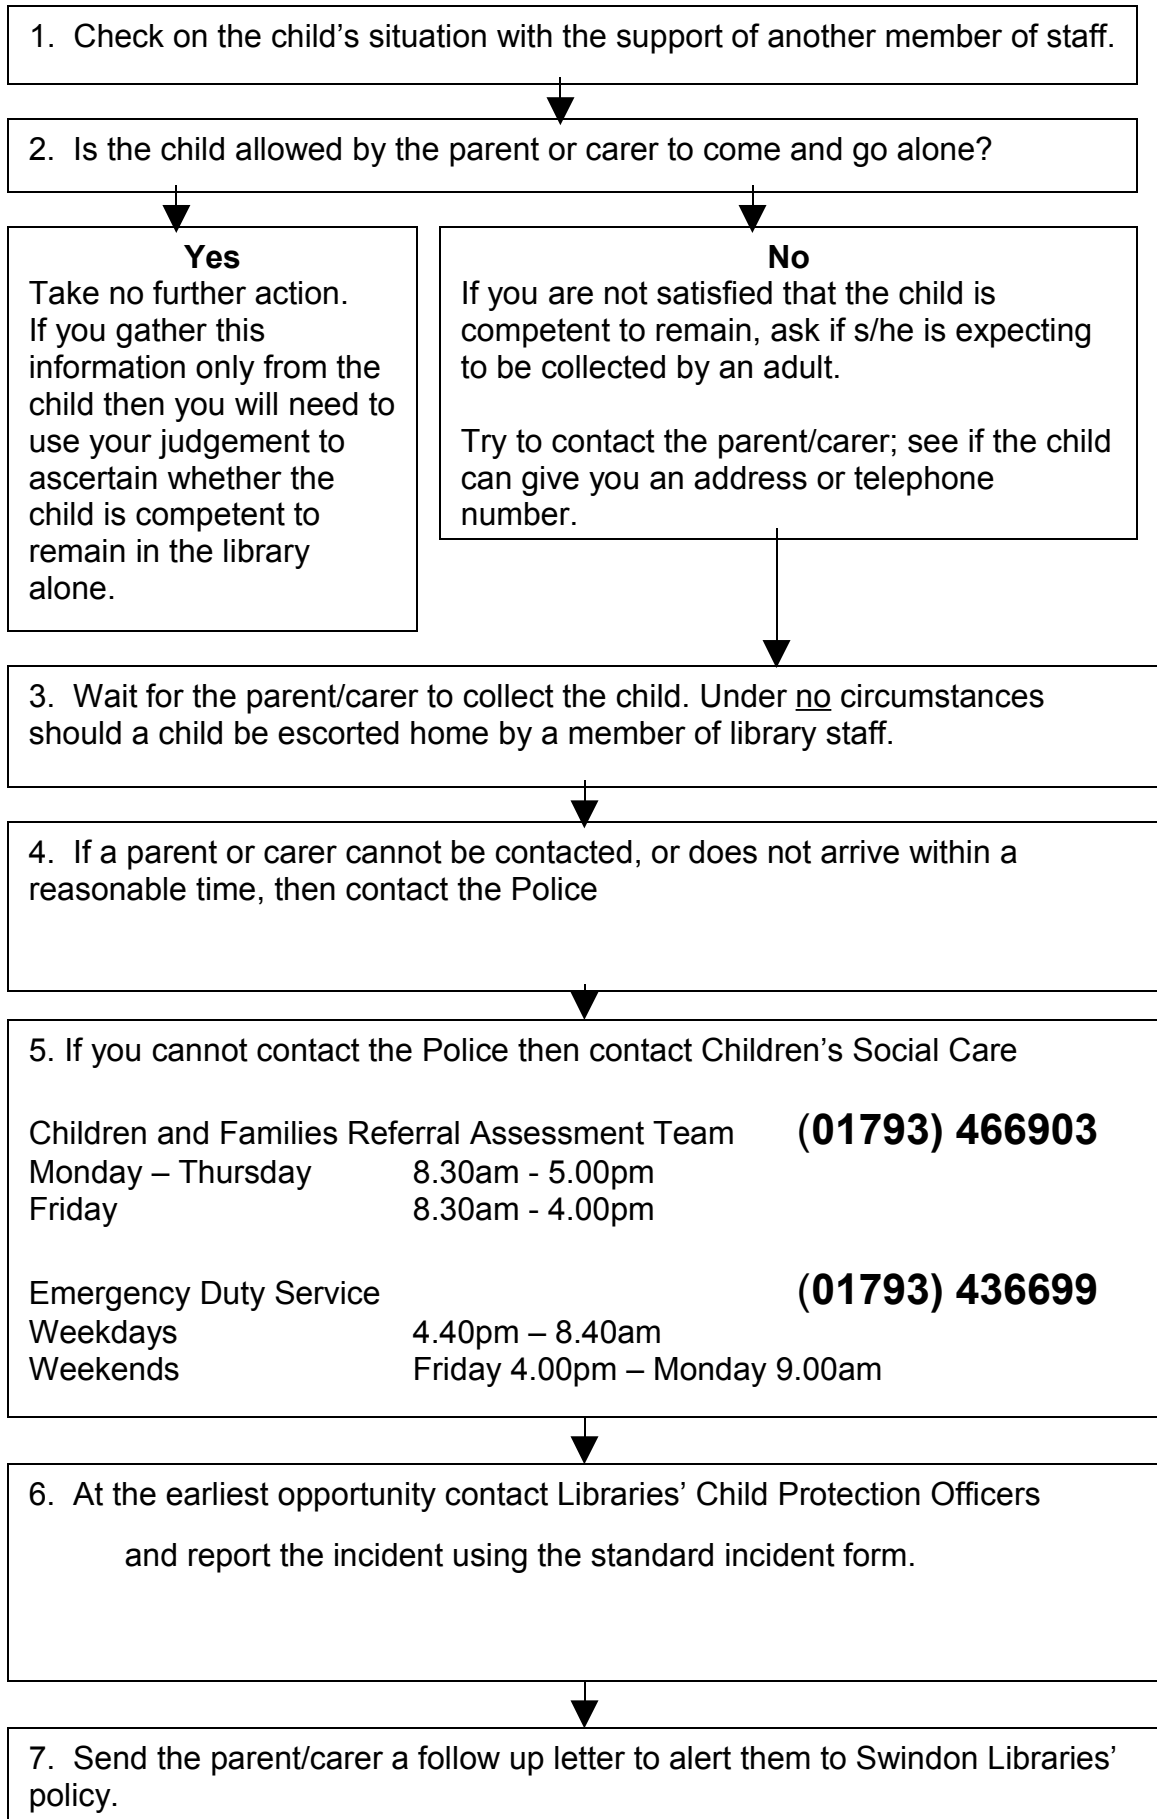 1.  Check on the child’s situation with the support of another member of staff.
2.  Is the child allowed by the parent or carer to come and go alone?
Yes
Take no further action.
If you gather this
information only from the
child then you will need to
use your judgement to
ascertain whether the
child is competent to
remain in the library
alone.
No
If you are not satisfied that the child is
competent to remain, ask if s/he is expecting
to be collected by an adult.
Try to contact the parent/carer; see if the child
can give you an address or telephone
number.
3.  Wait for the parent/carer to collect the child. Under no circumstances
should a child be escorted home by a member of library staff.
4.  If a parent or carer cannot be contacted, or does not arrive within a
reasonable time, then contact the Police
5. If you cannot contact the Police then contact Children’s Social Care
Children and Families Referral Assessment Team (01793) 466903
Monday – Thursday 8.30am - 5.00pm
Friday 8.30am - 4.00pm
Emergency Duty Service (01793) 436699
Weekdays 4.40pm – 8.40am
Weekends Friday 4.00pm – Monday 9.00am
6.  At the earliest opportunity contact Libraries’ Child Protection Officers
and report the incident using the standard incident form.
7.  Send the parent/carer a follow up letter to alert them to Swindon Libraries’
policy.